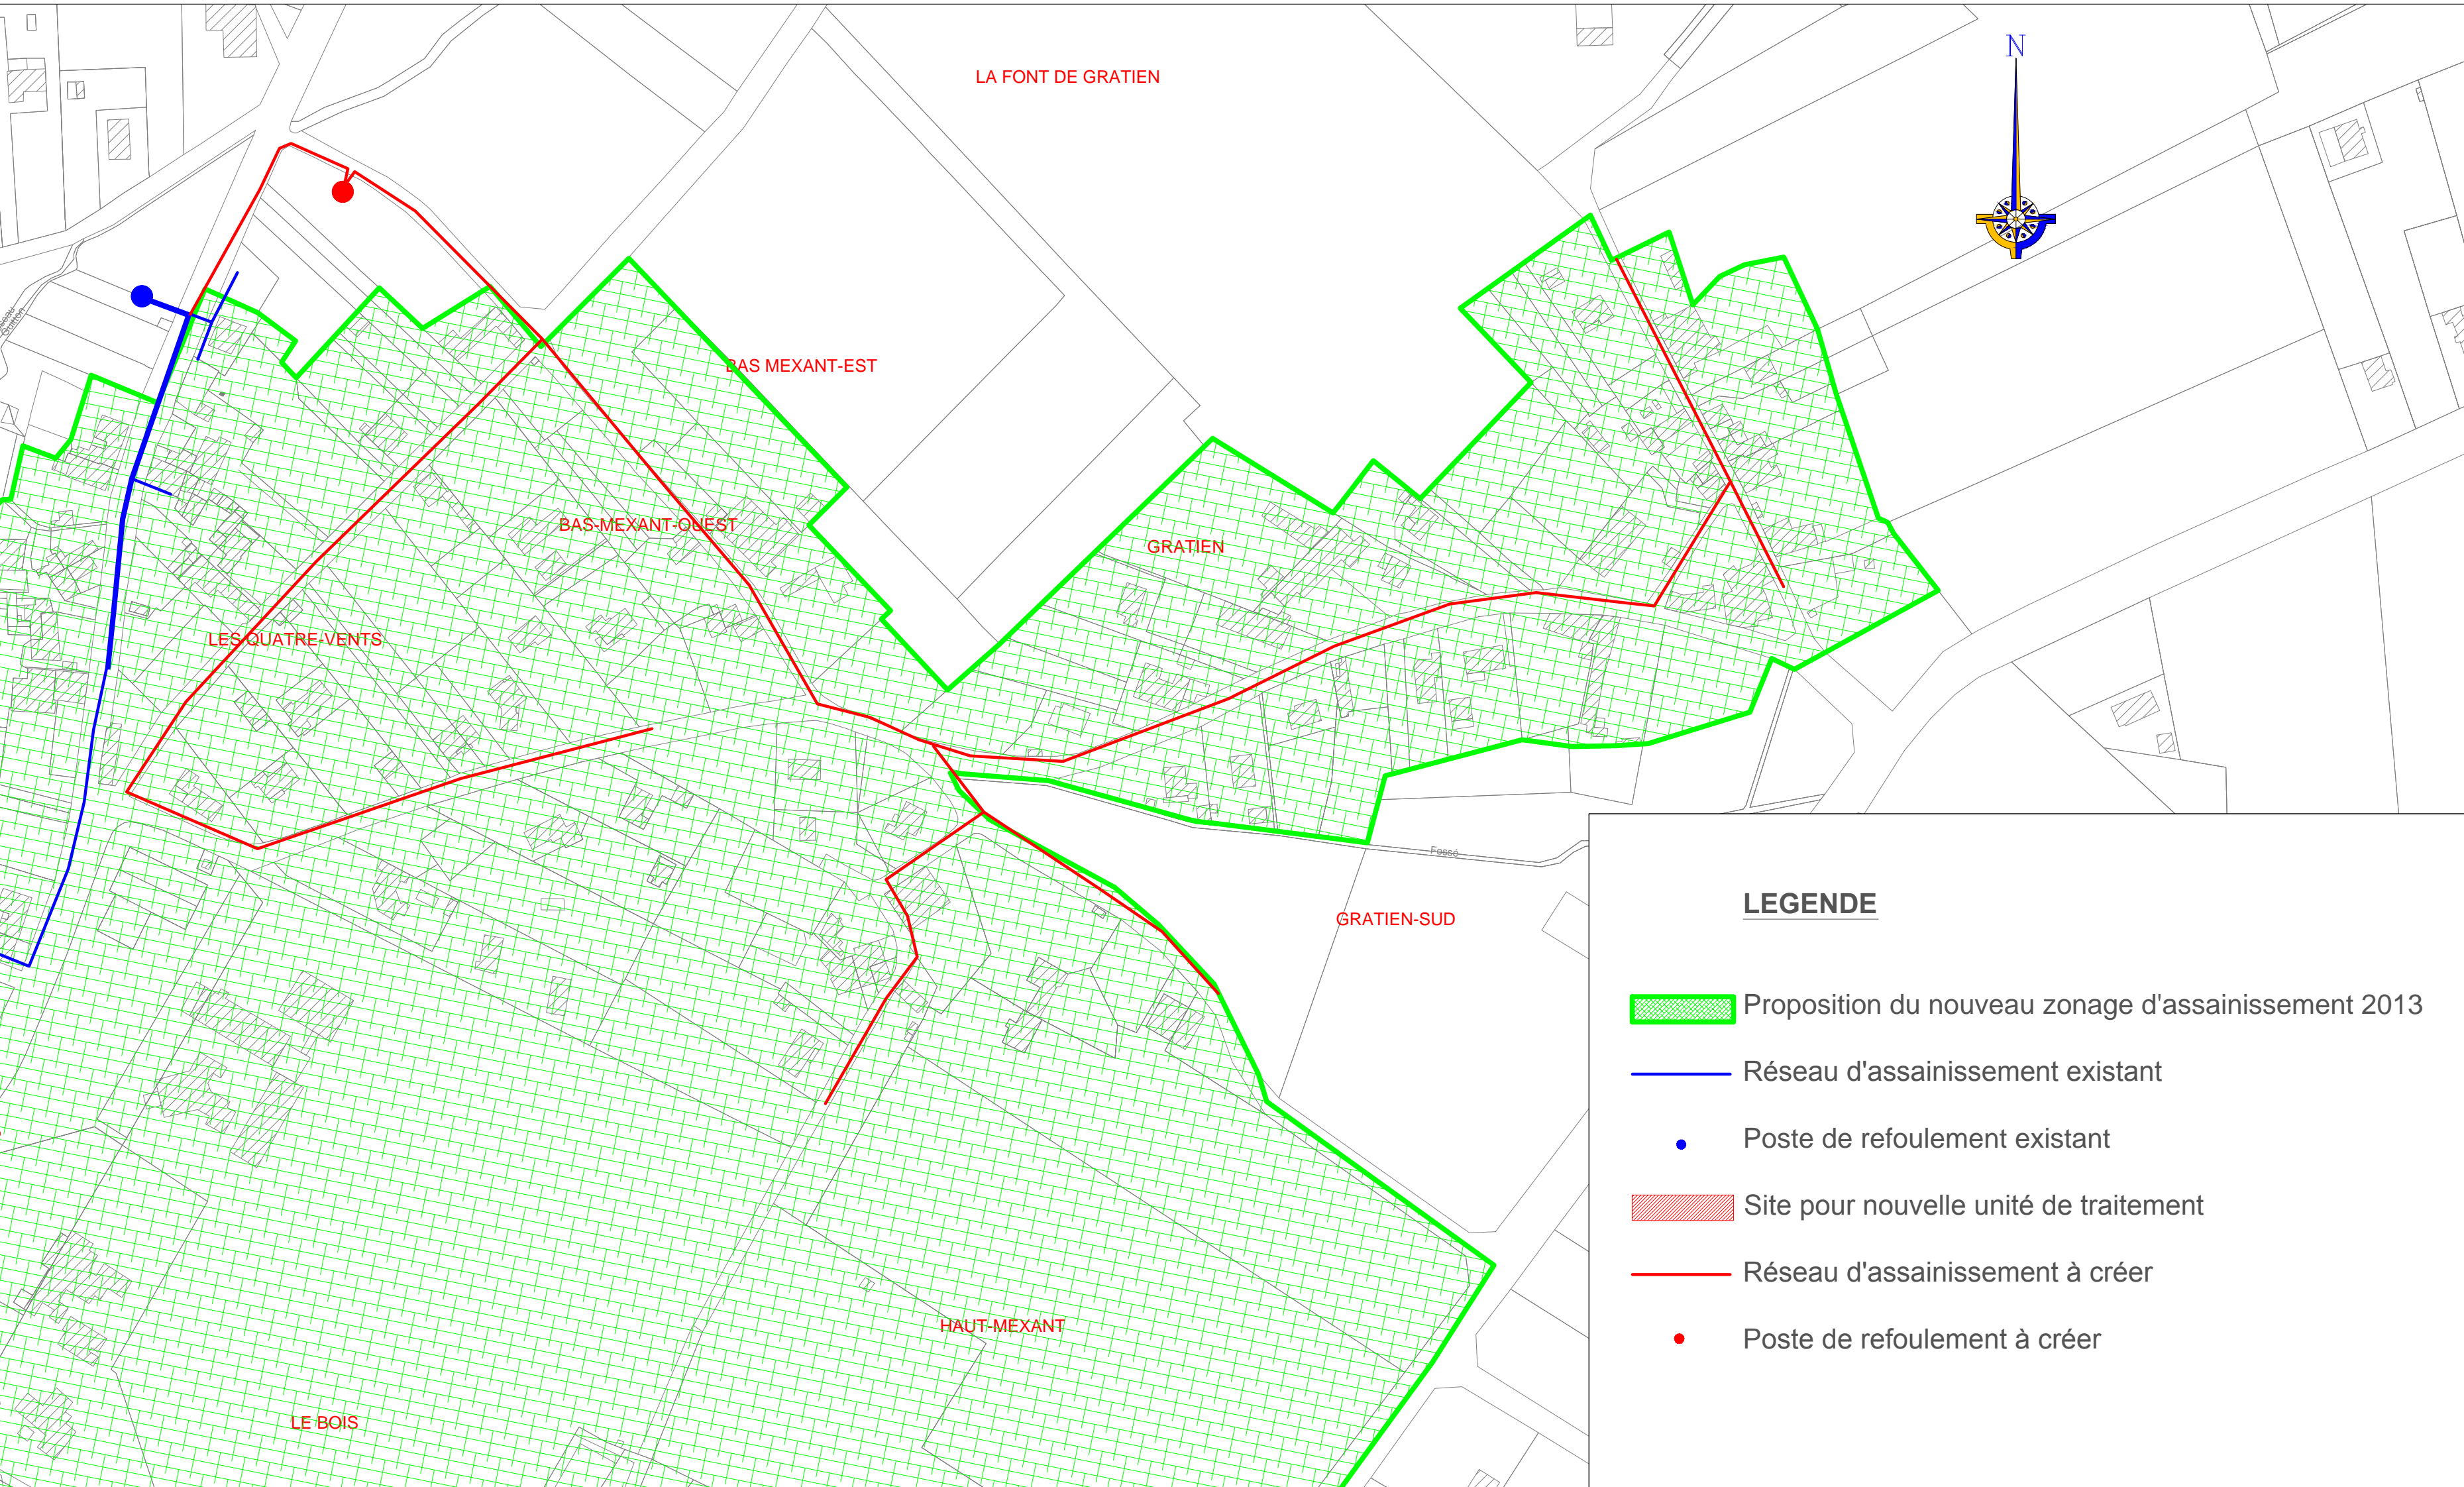 N
LA FONT DE GRATIEN
BAS MEXANT-EST
BAS-MEXANT-OUEST
GRATIEN
LES QUATRE-VENTS
Fossé
GRATIEN-SUD
HAUT-MEXANT
LE BOIS
LEGENDE
Proposition du nouveau zonage d'assainissement 2013
Réseau d'assainissement existant
Poste de refoulement existant
Site pour nouvelle unité de traitement
Réseau d'assainissement à créer
Poste de refoulement à créer